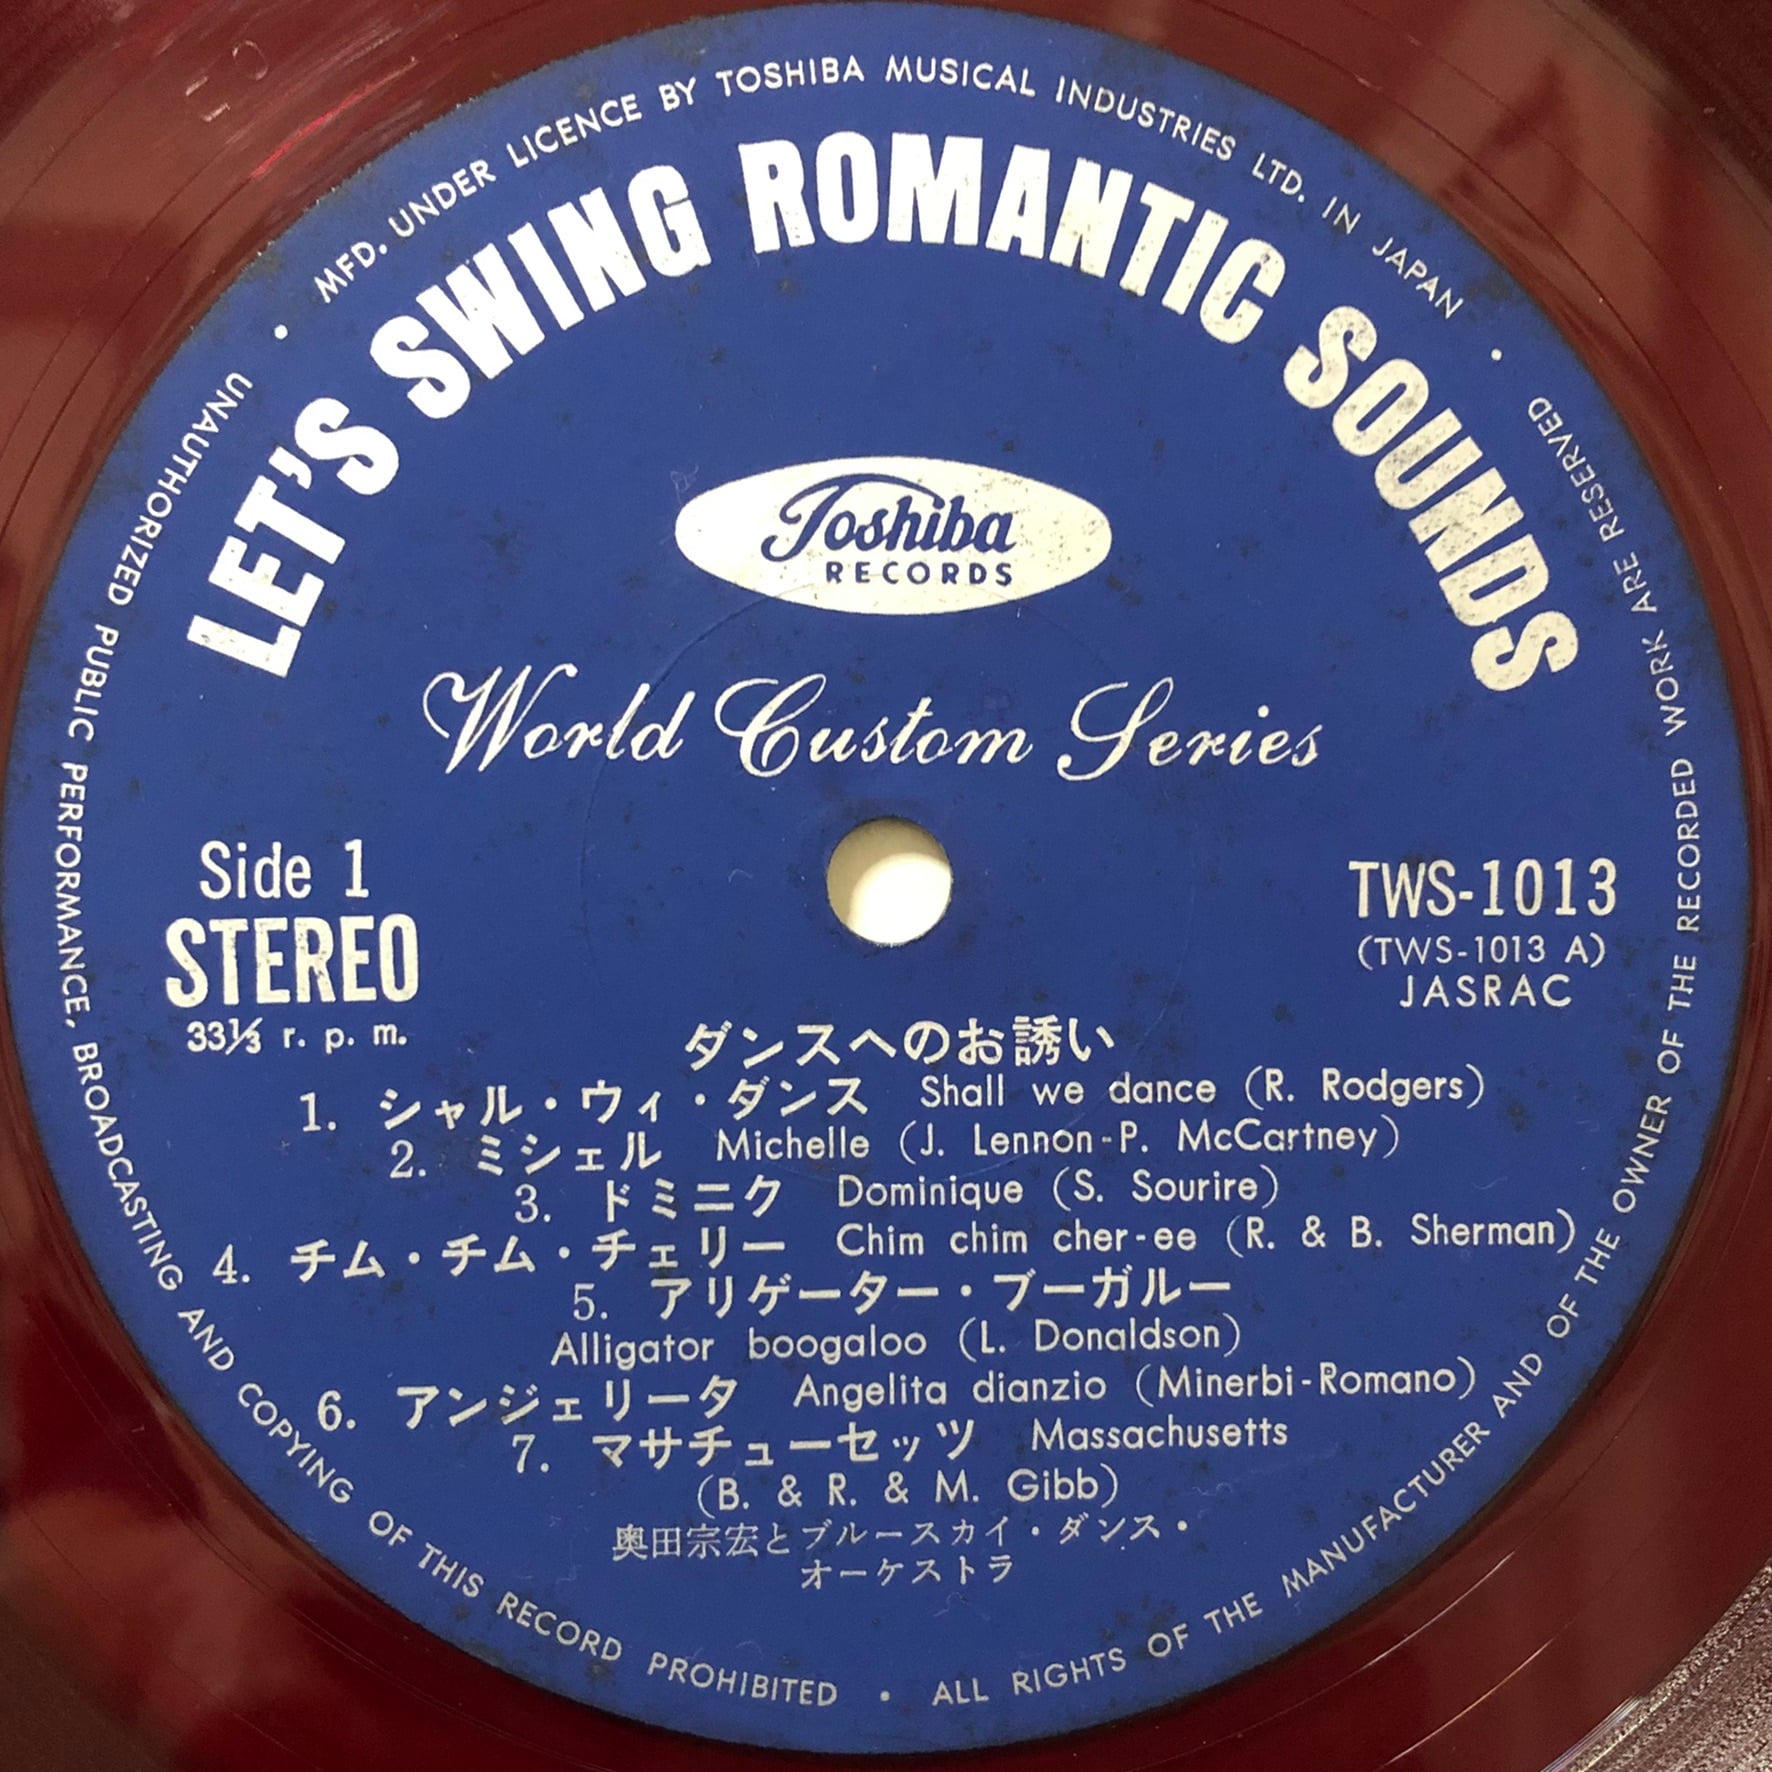 MFD. UNDER LICENCE BY TOSHIBA MUSICAL INDUSTRIES LTD. IN JAPAN
LET'S SWING ROMANTIC SOUNDS
Toshiba
RECORDS
World Custom Series
Side 1
STEREO
33⅓ r. p. m.
TWS-1013
(TWS-1013 A)
JASRAC
ダンスへのお誘い
1. シャル・ウィ・ダンス Shall we dance (R. Rodgers)
2. ミシェル Michelle (J. Lennon-P. McCartney)
3. ドミニク Dominique (S. Sourire)
4. チム・チム・チェリー Chim chim cher-ee (R. & B. Sherman)
5. アリゲーター・ブーガルー
Alligator boogaloo (L. Donaldson)
6. アンジェリータ Angelita dianzio (Minerbi-Romano)
7. マサチューセッツ Massachusetts
(B. & R. & M. Gibb)
奥田宗宏とブルースカイ・ダンス・
オーケストラ
UNAUTHORIZED PUBLIC PERFORMANCE, BROADCASTING AND COPYING OF THIS RECORD PROHIBITED • ALL RIGHTS OF THE MANUFACTURER AND OF THE OWNER OF THE RECORDED WORK ARE RESERVED